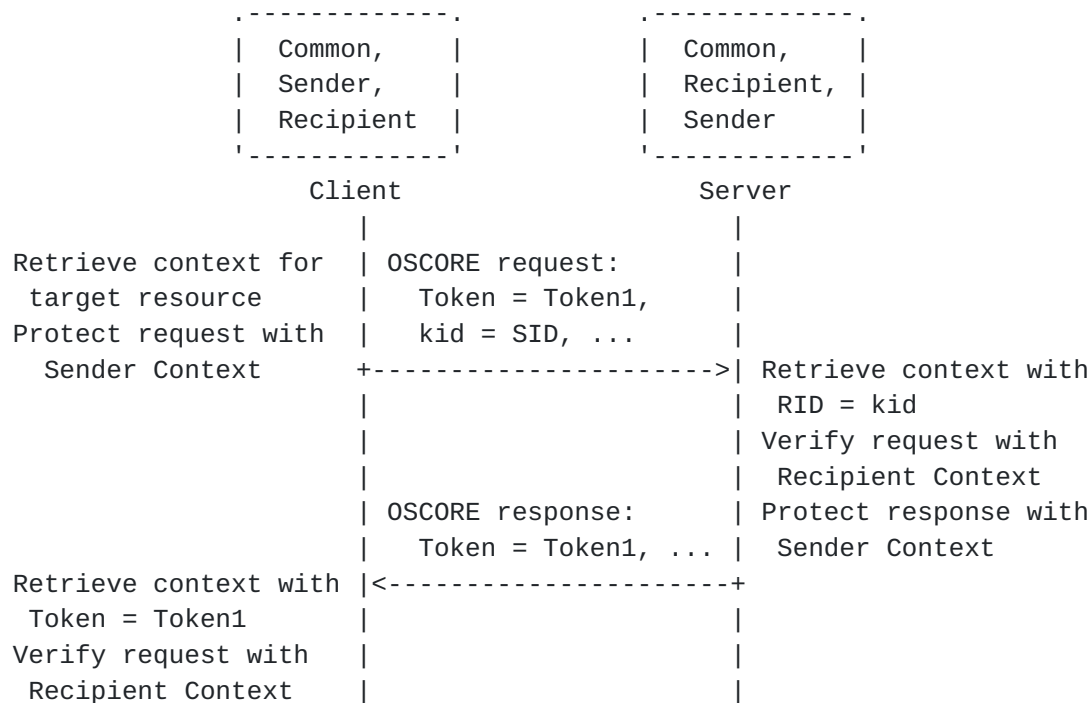 .-------------.           .-------------.
|  Common,    |           |  Common,    |
|  Sender,    |           |  Recipient, |
|  Recipient  |           |  Sender     |
'-------------'           '-------------'
Client                   Server
|                       |
Retrieve context for  | OSCORE request:       |
target resource      |   Token = Token1,     |
Protect request with  |   kid = SID, ...      |
Sender Context      +---------------------->| Retrieve context with
|                       |  RID = kid
|                       | Verify request with
|                       |  Recipient Context
| OSCORE response:      | Protect response with
|   Token = Token1, ... |  Sender Context
Retrieve context with |<----------------------+
Token = Token1       |                       |
Verify request with   |                       |
Recipient Context    |                       |